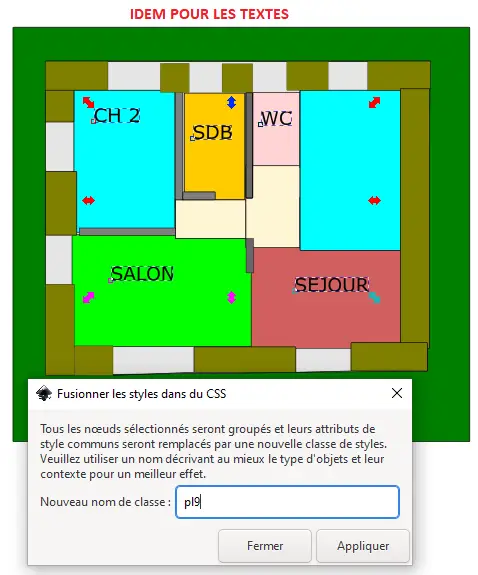 IDEM POUR LES TEXTES
CH 2
SDB
WC
SALON
SEJOUR
Fusionner les styles dans du CSS
Tous les nœuds sélectionnés seront groupés et leurs attributs de
style communs seront remplacés par une nouvelle classe de styles.
Veuillez utiliser un nom décrivant au mieux le type d'objets et leur
contexte pour un meilleur effet.
Nouveau nom de classe : pl9
Fermer Appliquer